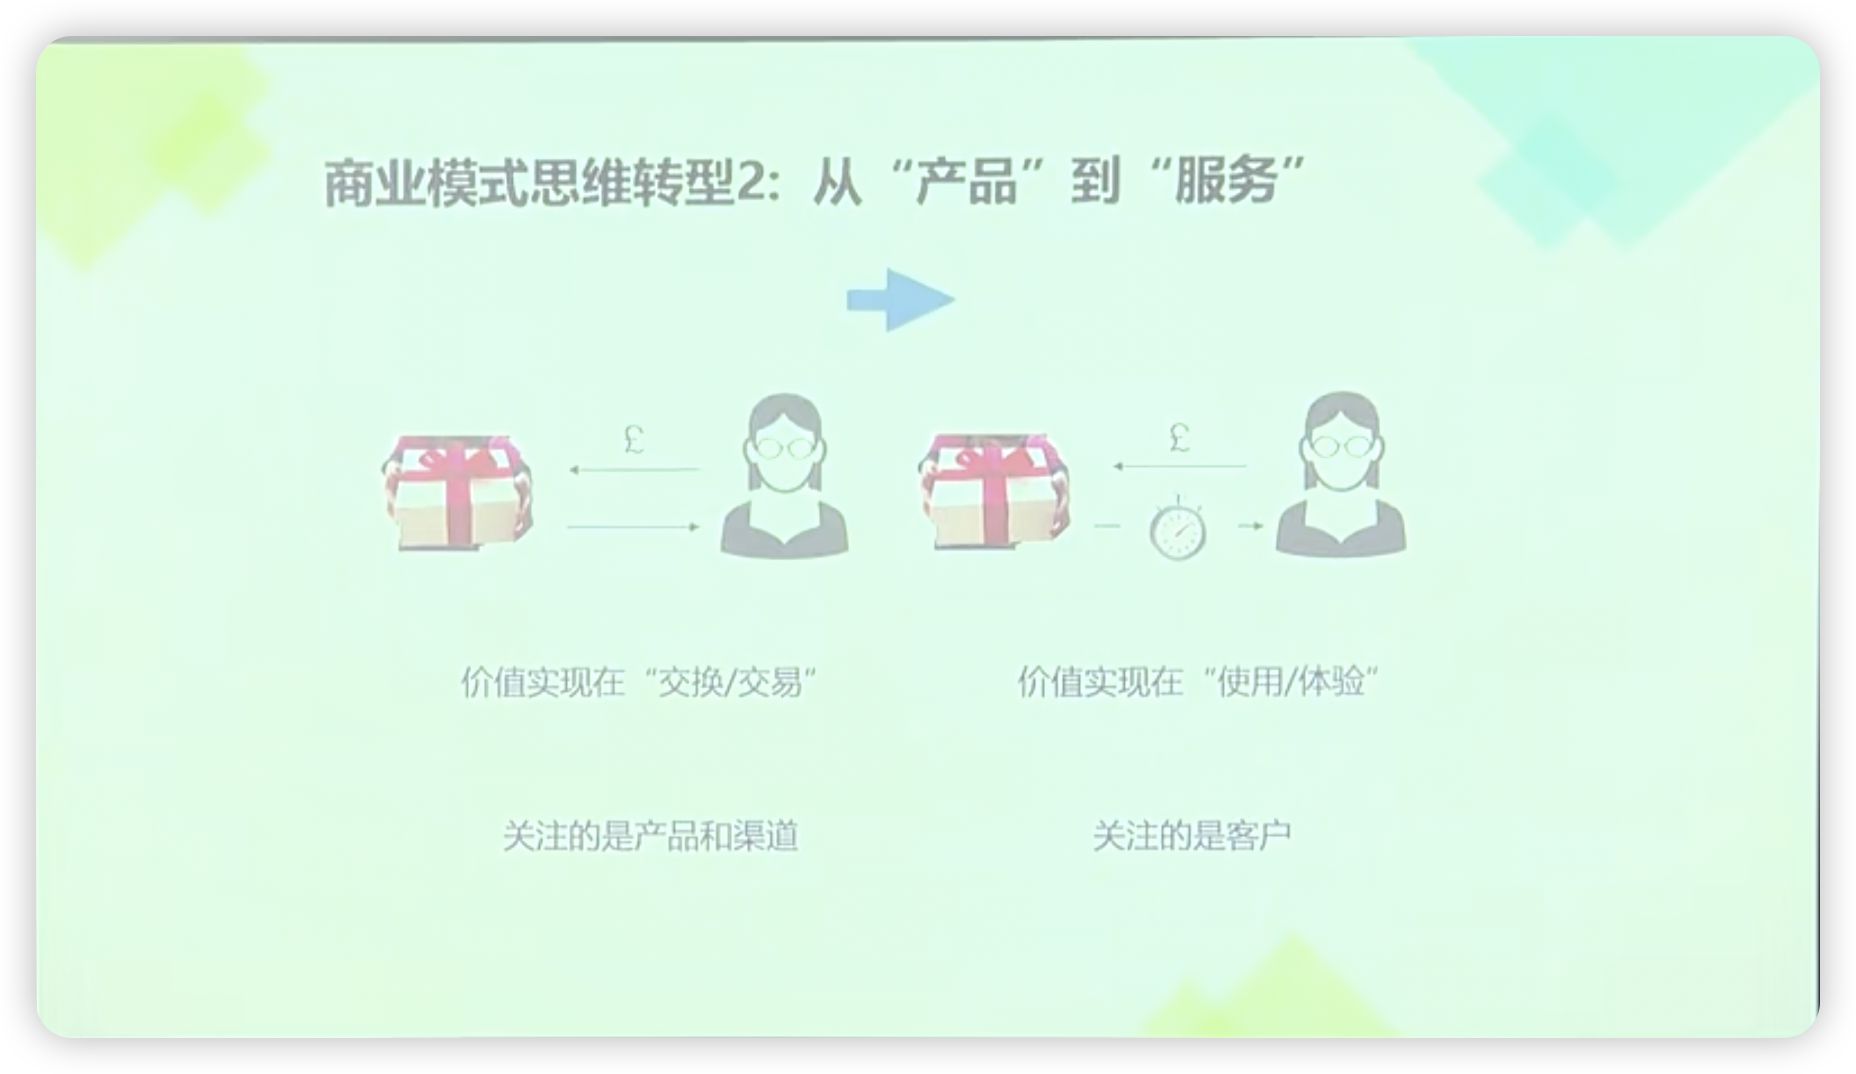 商业模式思维转型2：从“产品”到“服务”
£
£
价值实现在“交换/交易”
价值实现在“使用/体验”
关注的是产品和渠道
关注的是客户